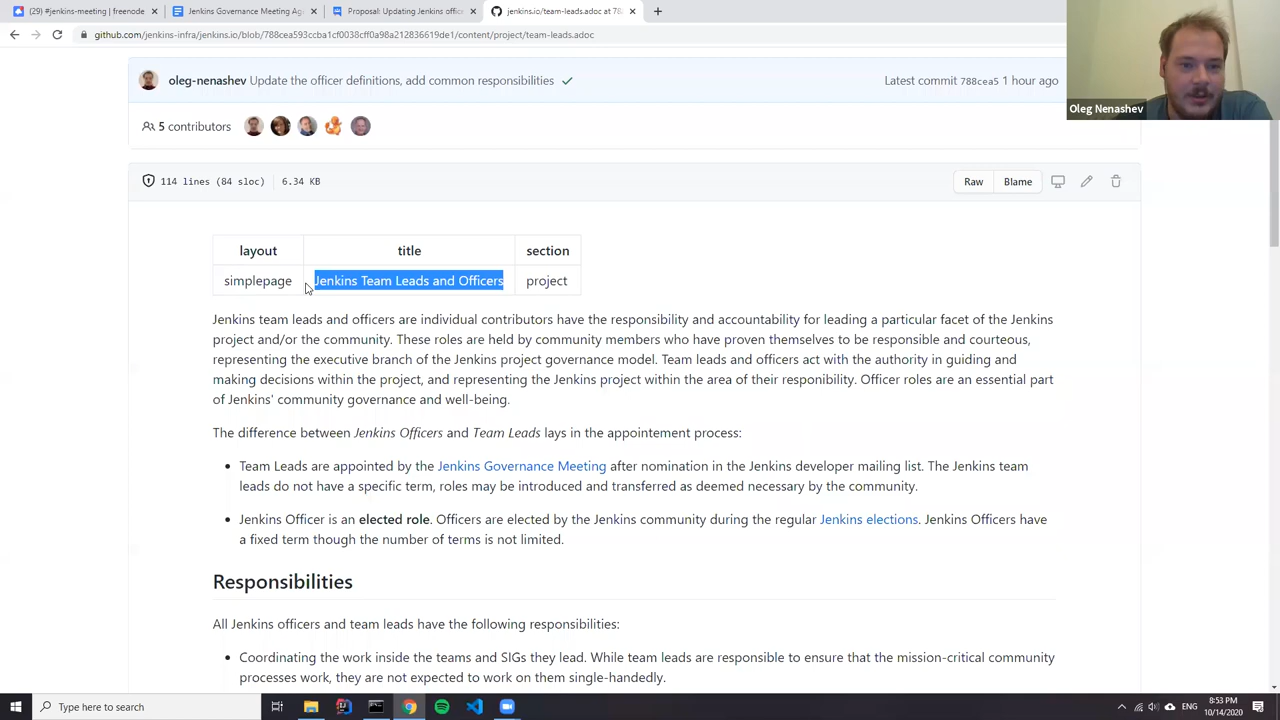 (29) #jenkins-meeting | freenode
Jenkins Governance Meeting Ag
Proposal: Updating Jenkins offic
jenkins.io/team-leads.adoc at 78
github.com/jenkins-infra/jenkins.io/blob/788cea593ccba1cf0038cff0a98a212836619de1/content/project/team-leads.adoc
oleg-nenashev Update the officer definitions, add common responsibilities
Latest commit 788cea5 1 hour ago
Oleg Nenashev
5 contributors
114 lines (84 sloc) 6.34 KB
Raw Blame
layout title section
simplepage Jenkins Team Leads and Officers project
Jenkins team leads and officers are individual contributors have the responsibility and accountability for leading a particular facet of the Jenkins
project and/or the community. These roles are held by community members who have proven themselves to be responsible and courteous,
representing the executive branch of the Jenkins project governance model. Team leads and officers act with the authority in guiding and
making decisions within the project, and representing the Jenkins project within the area of their responibility. Officer roles are an essential part
of Jenkins' community governance and well-being.
The difference between Jenkins Officers and Team Leads lays in the appointement process:
• Team Leads are appointed by the Jenkins Governance Meeting after nomination in the Jenkins developer mailing list. The Jenkins team
leads do not have a specific term, roles may be introduced and transferred as deemed necessary by the community.
• Jenkins Officer is an elected role. Officers are elected by the Jenkins community during the regular Jenkins elections. Jenkins Officers have
a fixed term though the number of terms is not limited.
Responsibilities
All Jenkins officers and team leads have the following responsibilities:
• Coordinating the work inside the teams and SIGs they lead. While team leads are responsible to ensure that the mission-critical community
processes work, they are not expected to work on them single-handedly.
Type here to search
ENG
8:53 PM
10/14/2020